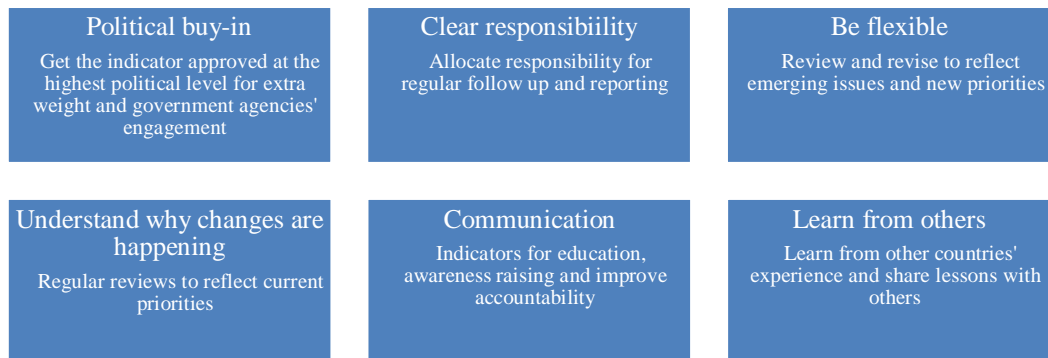 Political buy-in
Get the indicator approved at the
highest political level for extra
weight and government agencies'
engagement
Clear responsibiility
Allocate responsibility for
regular follow up and reporting
Be flexible
Review and revise to reflect
emerging issues and new priorities
Understand why changes are
happening
Regular reviews to reflect current
priorities
Communication
Indicators for education,
awareness raising and improve
accountability
Learn from others
Learn from other countries'
experience and share lessons with
others